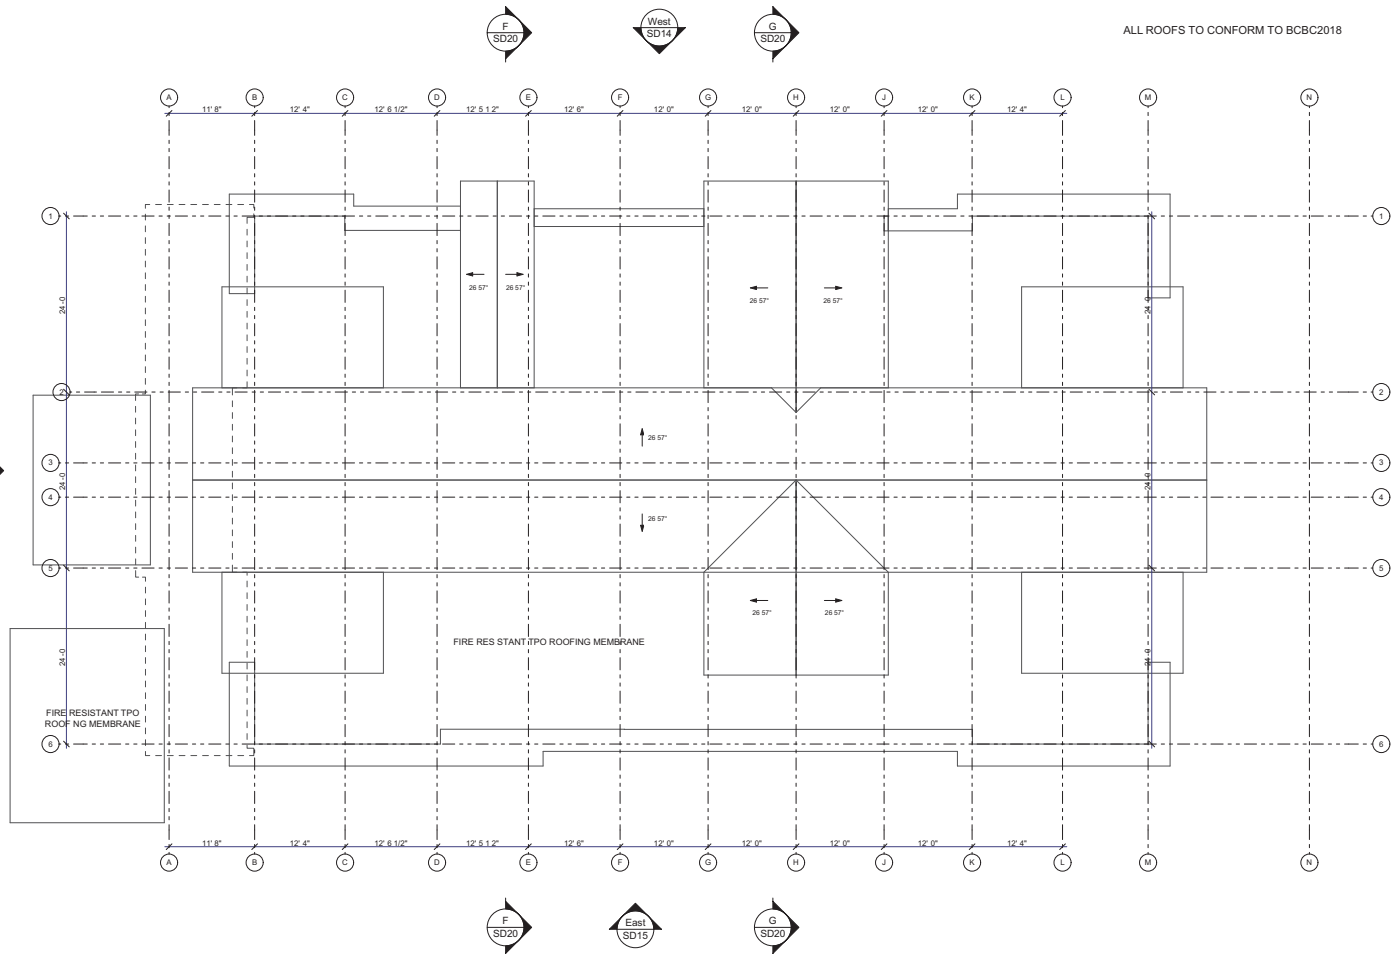 F
SD20
West
SD14
G
SD20
ALL ROOFS TO CONFORM TO BCBC2018
A B C D E F G H J K L M N
11' 8" 12' 4" 12' 6 1/2" 12' 5 1 2" 12' 6" 12' 0" 12' 0" 12' 0" 12' 0" 12' 4"
1 1
26 57° 26 57° 26 57° 26 57°
24 -0 24 -0
2 2
26 57°
3 3
24 -0 24 -0
4 4
26 57°
5 5
26 57° 26 57°
FIRE RES STANT TPO ROOFING MEMBRANE
24 -0 24 -0
FIRE RESISTANT TPO
ROOF NG MEMBRANE
6 6
11' 8" 12' 4" 12' 6 1/2" 12' 5 1 2" 12' 6" 12' 0" 12' 0" 12' 0" 12' 0" 12' 4"
A B C D E F G H J K L M N
F
SD20
East
SD15
G
SD20